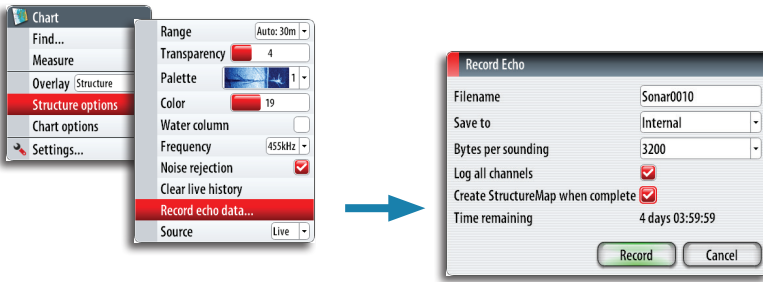 Chart
Find...
Measure
Overlay Structure
Structure options
Chart options
Settings...
Range Auto: 30m
Transparency 4
Palette 1
Color 19
Water column
Frequency 455kHz
Noise rejection
Clear live history
Record echo data...
Source Live
Record Echo
Filename Sonar0010
Save to Internal
Bytes per sounding 3200
Log all channels
Create StructureMap when complete
Time remaining 4 days 03:59:59
Record Cancel